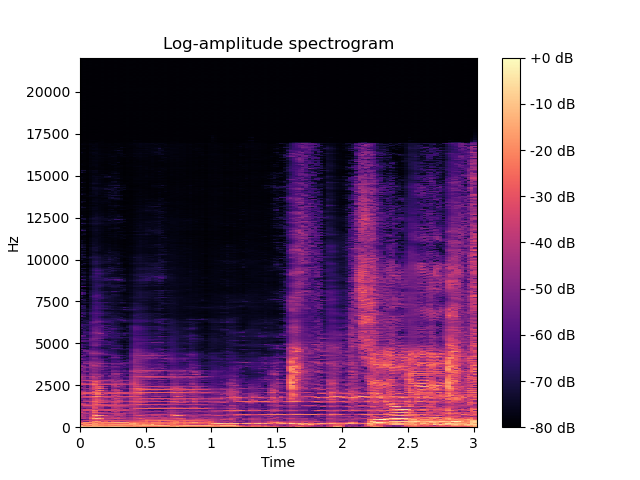 Log-amplitude spectrogram
Hz
20000
17500
15000
12500
10000
7500
5000
2500
0
0 0.5 1 1.5 2 2.5 3
Time
+0 dB
-10 dB
-20 dB
-30 dB
-40 dB
-50 dB
-60 dB
-70 dB
-80 dB